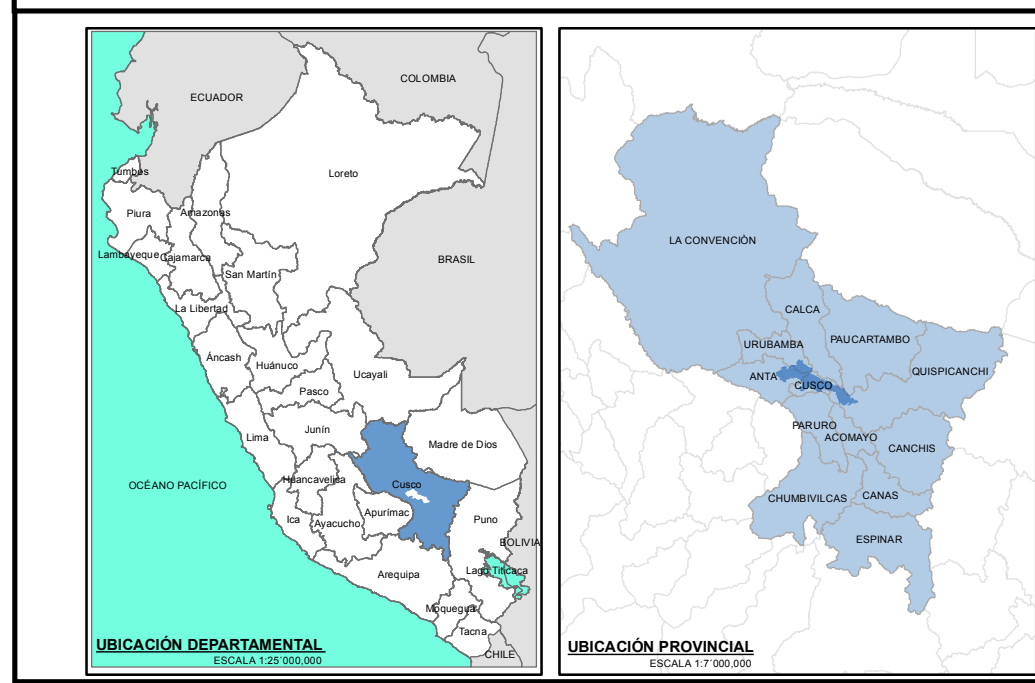 COLOMBIA
ECUADOR
Tumbes
Loreto
Piura
Amazonas
Lambayeque
Cajamarca
BRASIL
San Martín
La Libertad
Áncash
Huánuco
Ucayali
Pasco
Lima
Junín
Madre de Dios
OCÉANO PACÍFICO
Huancavelica
Cusco
Ica
Ayacucho
Apurímac
Puno
BOLIVIA
Arequipa
Lago Titicaca
Moquegua
Tacna
CHILE
UBICACIÓN DEPARTAMENTAL
ESCALA 1:25´000,000
LA CONVENCIÒN
CALCA
URUBAMBA
PAUCARTAMBO
ANTA
CUSCO
QUISPICANCHI
PARURO
ACOMAYO
CANCHIS
CHUMBIVILCAS
CANAS
ESPINAR
UBICACIÓN PROVINCIAL
ESCALA 1:7´000,000